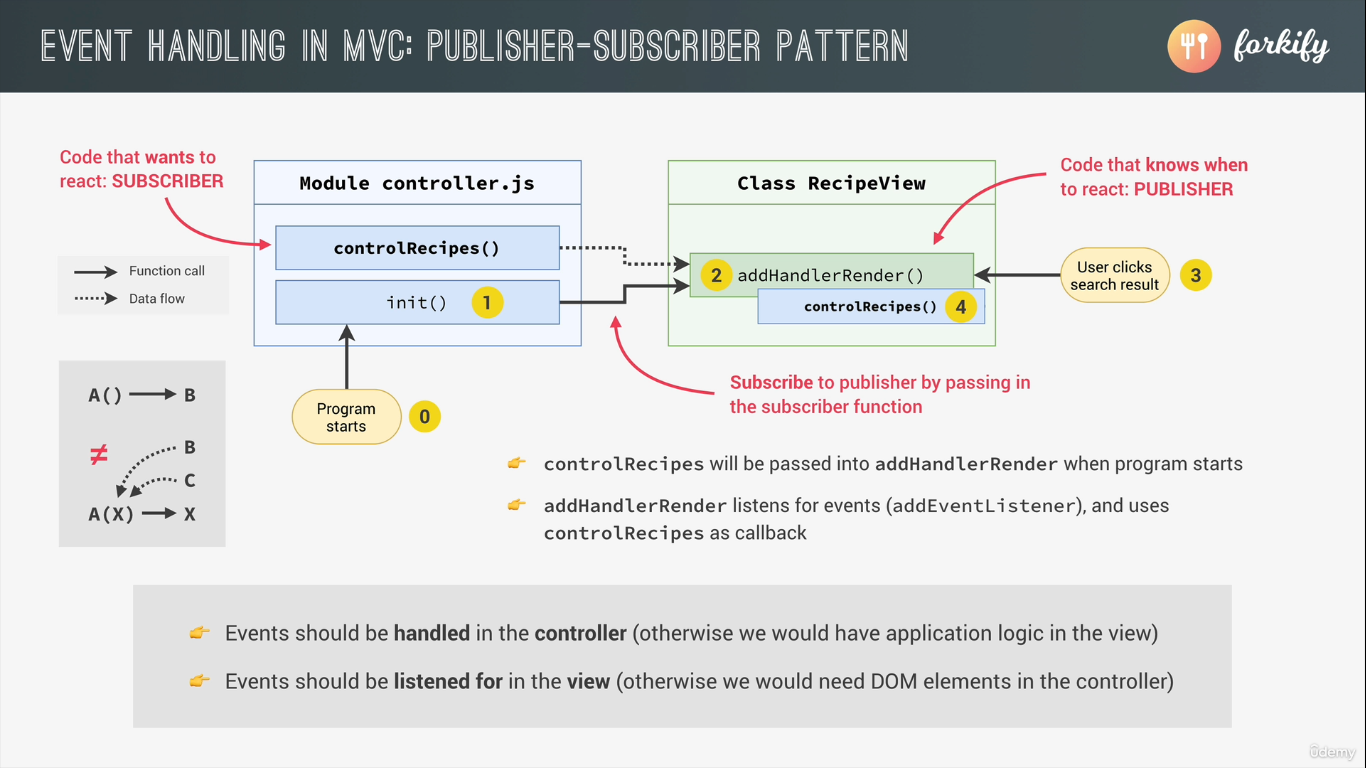 EVENT HANDLING IN MVC: PUBLISHER-SUBSCRIBER PATTERN
forkify
Code that wants to
react: SUBSCRIBER
Module controller.js
controlRecipes()
init()
1
Class RecipeView
2
addHandlerRender()
controlRecipes()
4
Code that knows when
to react: PUBLISHER
User clicks
search result
3
Function call
Data flow
Program
starts
0
Subscribe to publisher by passing in
the subscriber function
A()
B
≠
B
C
A(X)
X
👉 controlRecipes will be passed into addHandlerRender when program starts
👉 addHandlerRender listens for events (addEventListener), and uses
controlRecipes as callback
👉 Events should be handled in the controller (otherwise we would have application logic in the view)
👉 Events should be listened for in the view (otherwise we would need DOM elements in the controller)
ûdemy